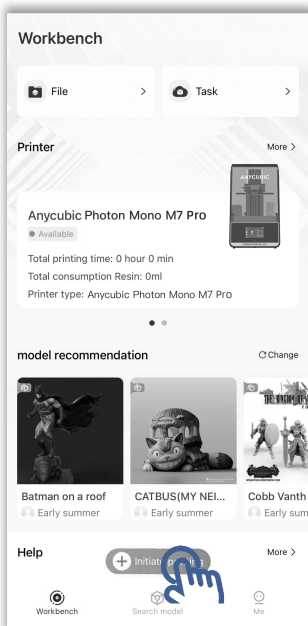 Workbench
File > Task >
Printer More >
ANYCUBIC
Anycubic Photon Mono M7 Pro
Available
Total printing time: 0 hour 0 min
Total consumption Resin: 0ml
Printer type: Anycubic Photon Mono M7 Pro
model recommendation Change
Batman on a roof CATBUS(MY NEI... Cobb Vanth
Early summer Early summer Early sum
Help More >
Initiate
Workbench Search model Me